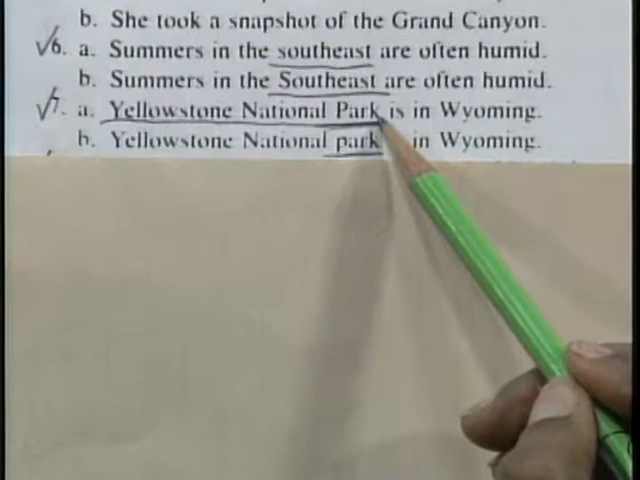 b. She took a snapshot of the Grand Canyon.
√6. a. Summers in the southeast are often humid.
b. Summers in the Southeast are often humid.
√7. a. Yellowstone National Park is in Wyoming.
b. Yellowstone National park in Wyoming.